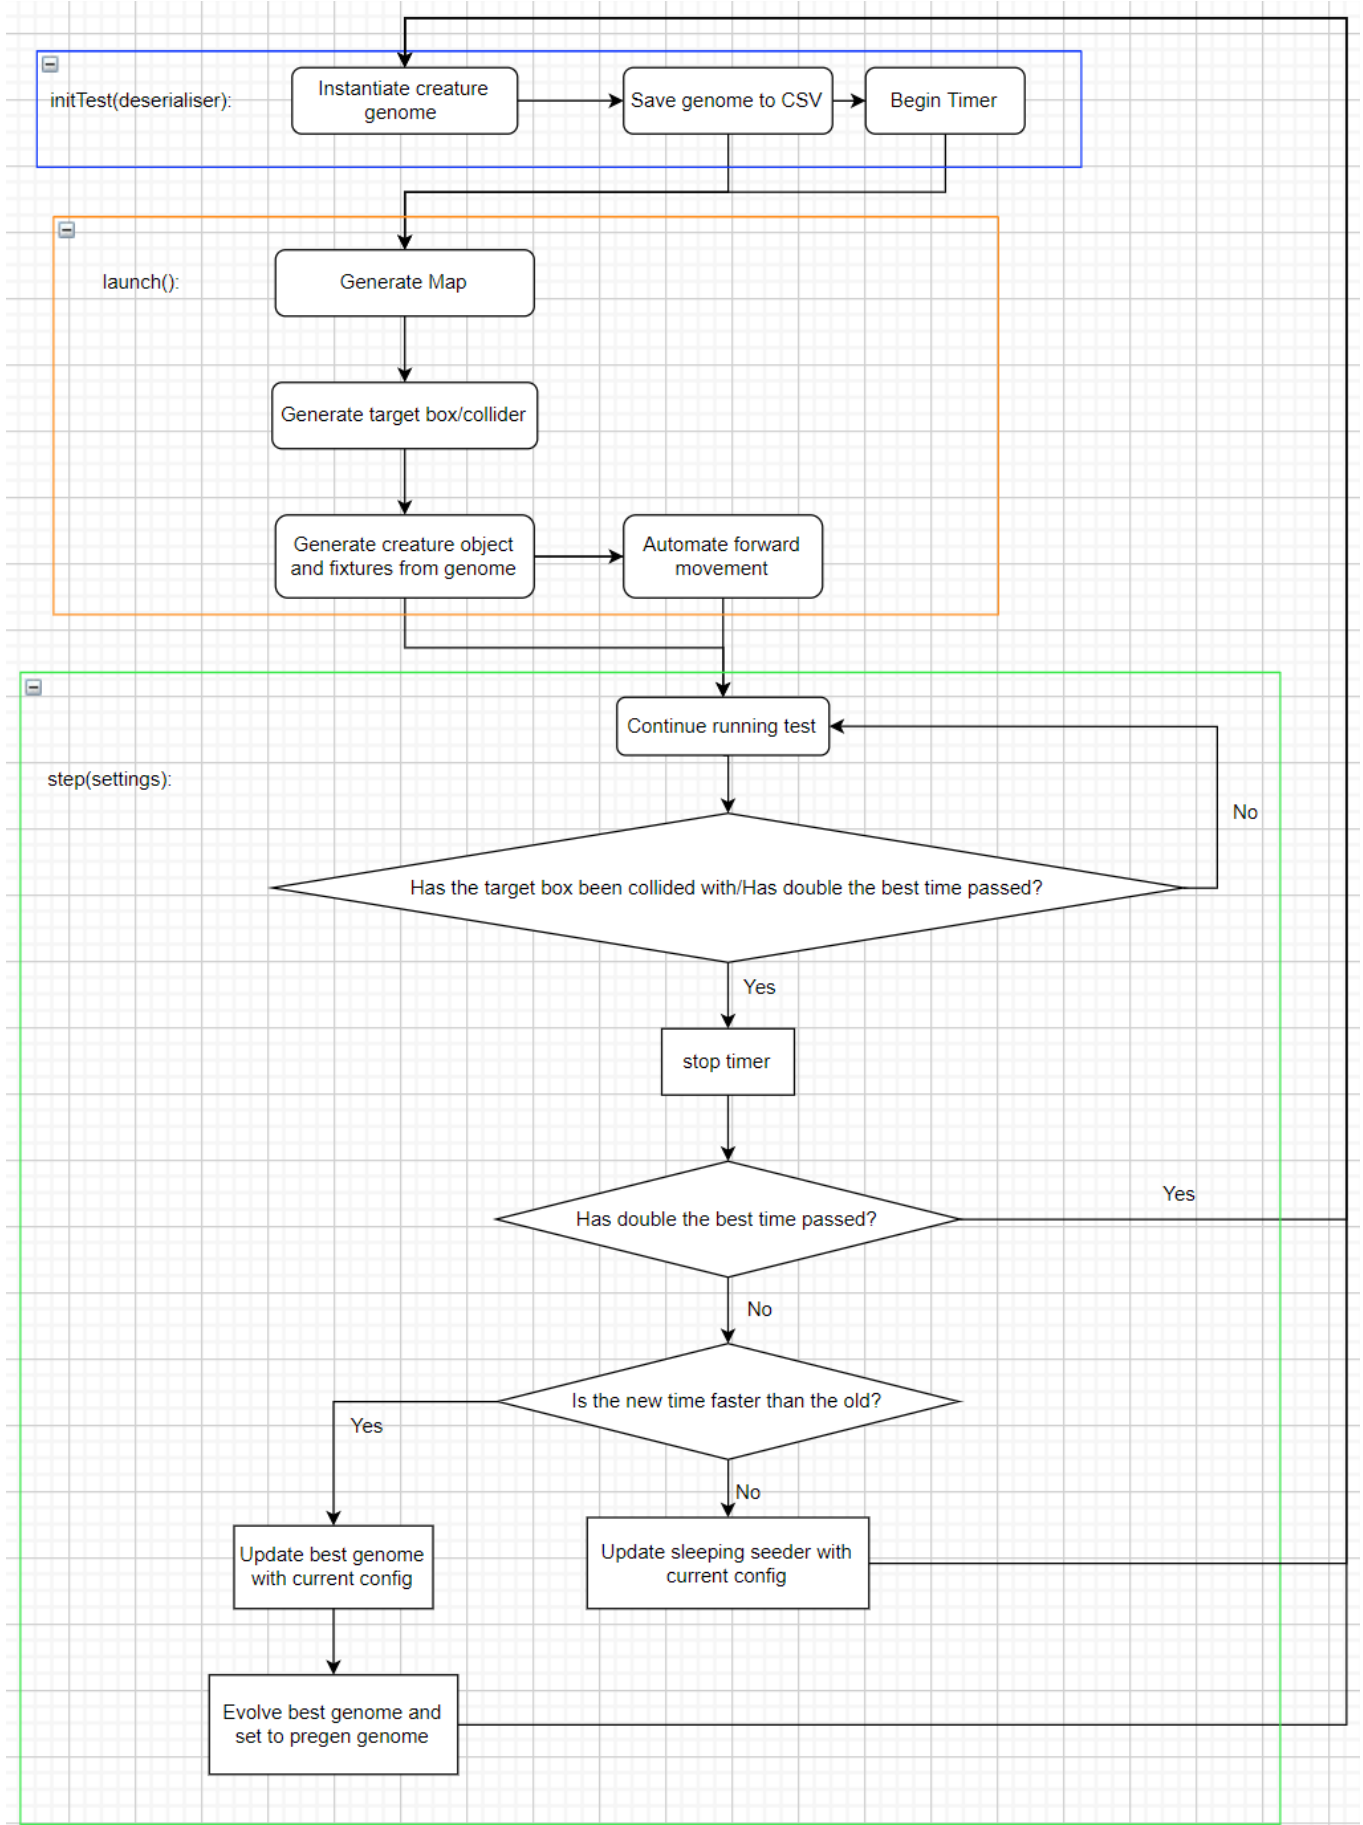 initTest(deserialiser):
Instantiate creature
genome
Save genome to CSV
Begin Timer
launch():
Generate Map
Generate target box/collider
Generate creature object
and fixtures from genome
Automate forward
movement
step(settings):
Continue running test
No
Has the target box been collided with/Has double the best time passed?
Yes
stop timer
Has double the best time passed?
Yes
No
Is the new time faster than the old?
Yes
No
Update best genome
with current config
Update sleeping seeder with
current config
Evolve best genome and
set to pregen genome